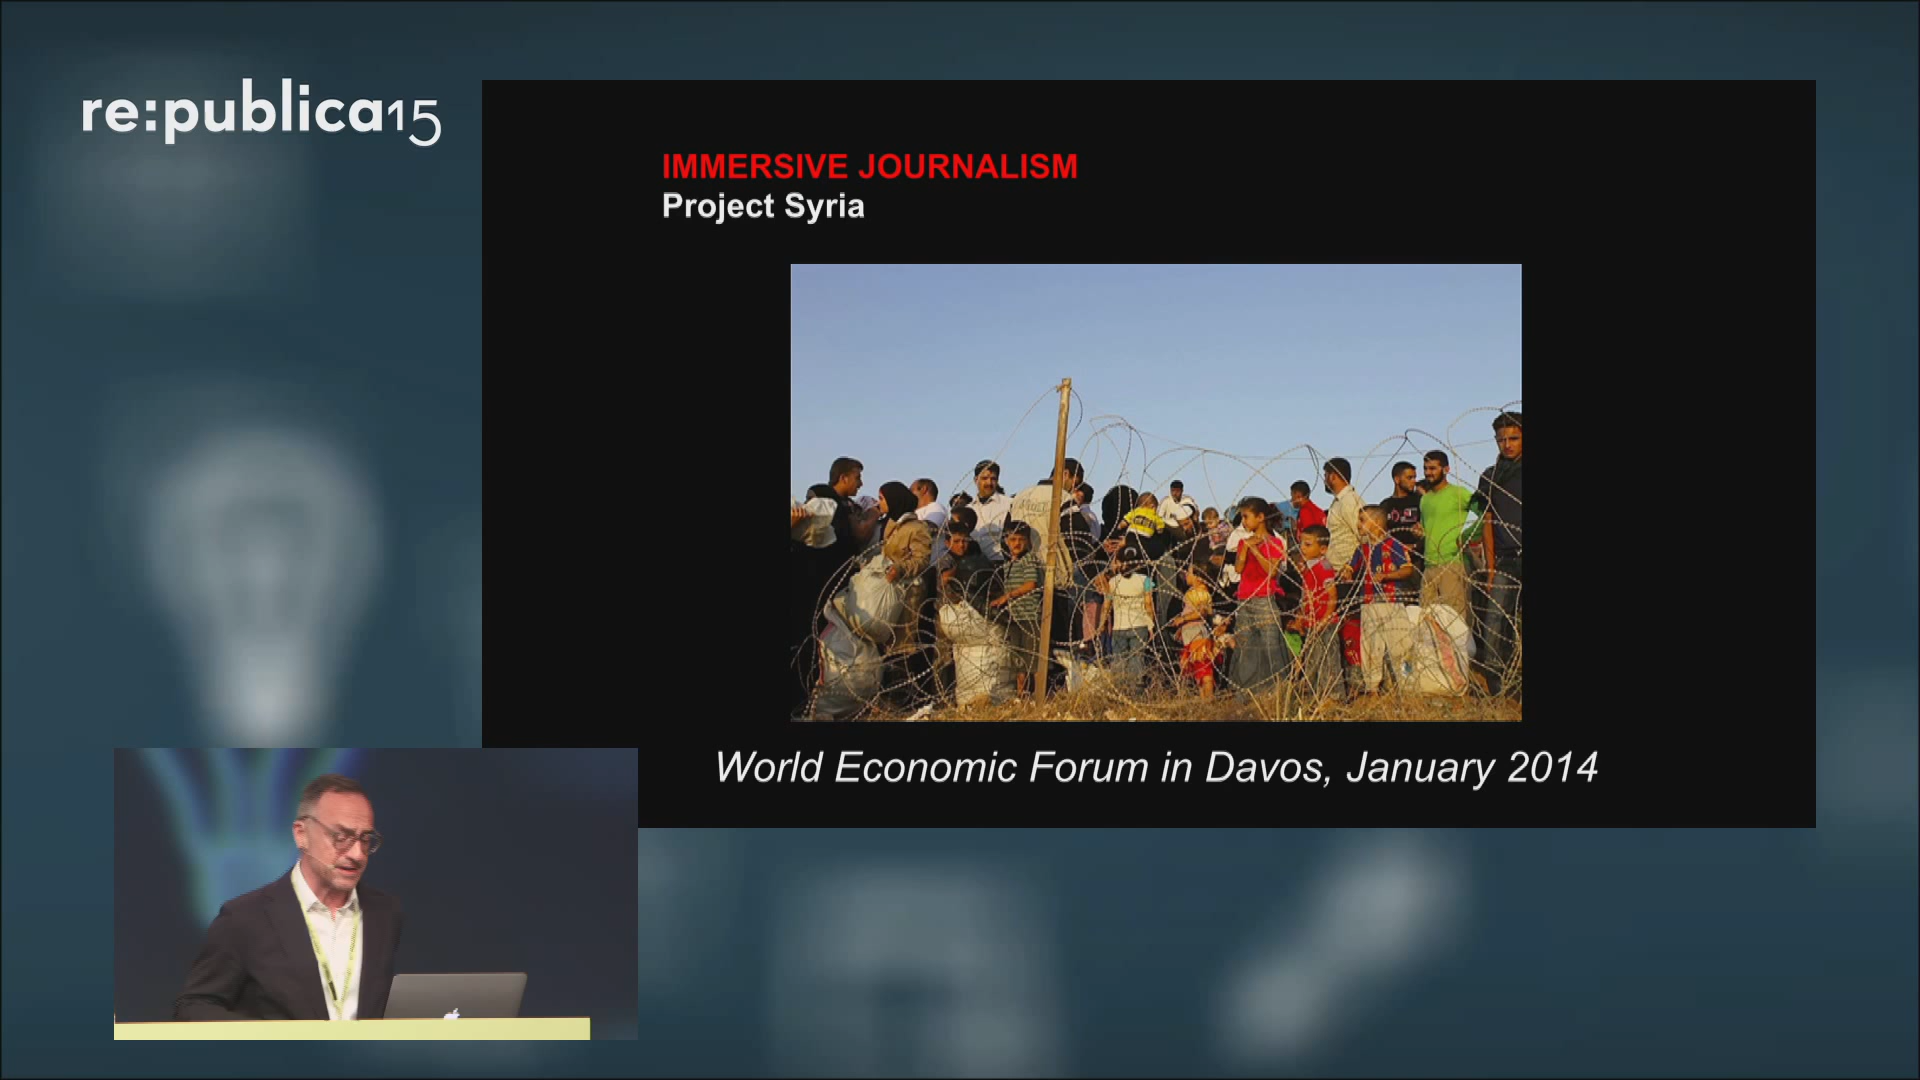 re:publica15
IMMERSIVE JOURNALISM
Project Syria
World Economic Forum in Davos, January 2014